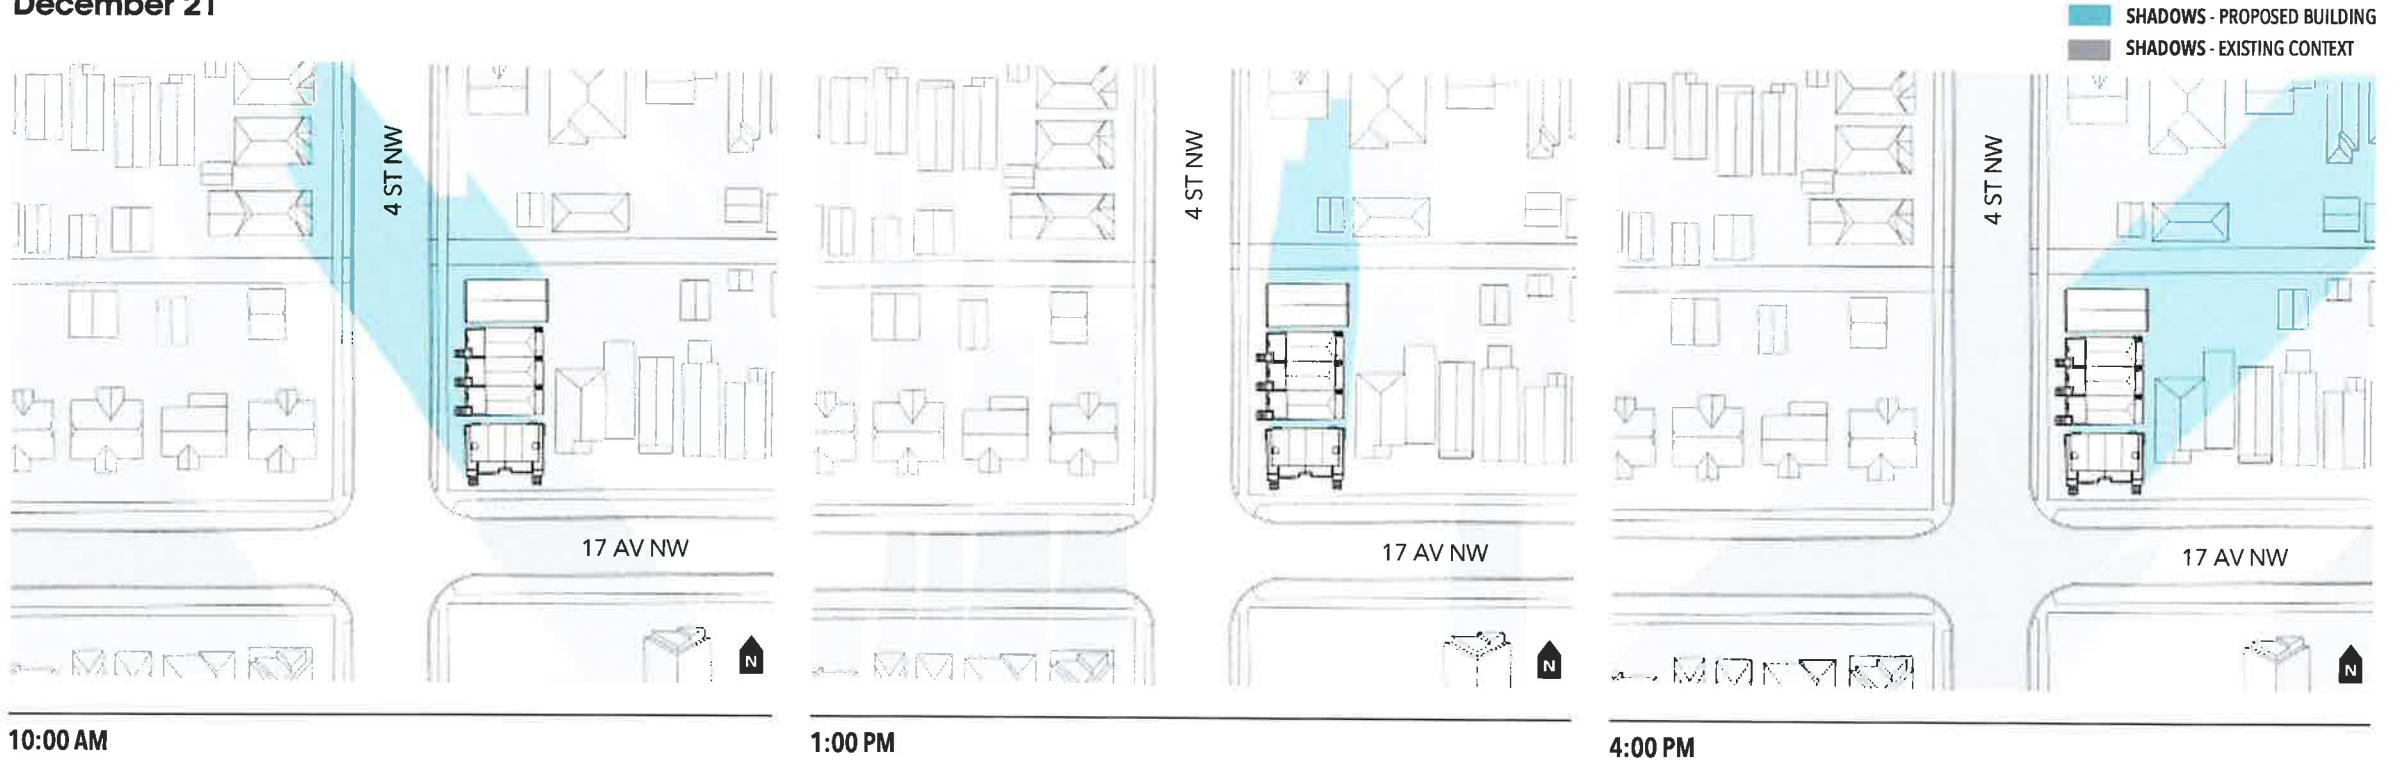 December 21
SHADOWS - PROPOSED BUILDING
SHADOWS - EXISTING CONTEXT
4 ST NW
4 ST NW
4 ST NW
17 AV NW
17 AV NW
17 AV NW
N
N
N
10:00 AM
1:00 PM
4:00 PM